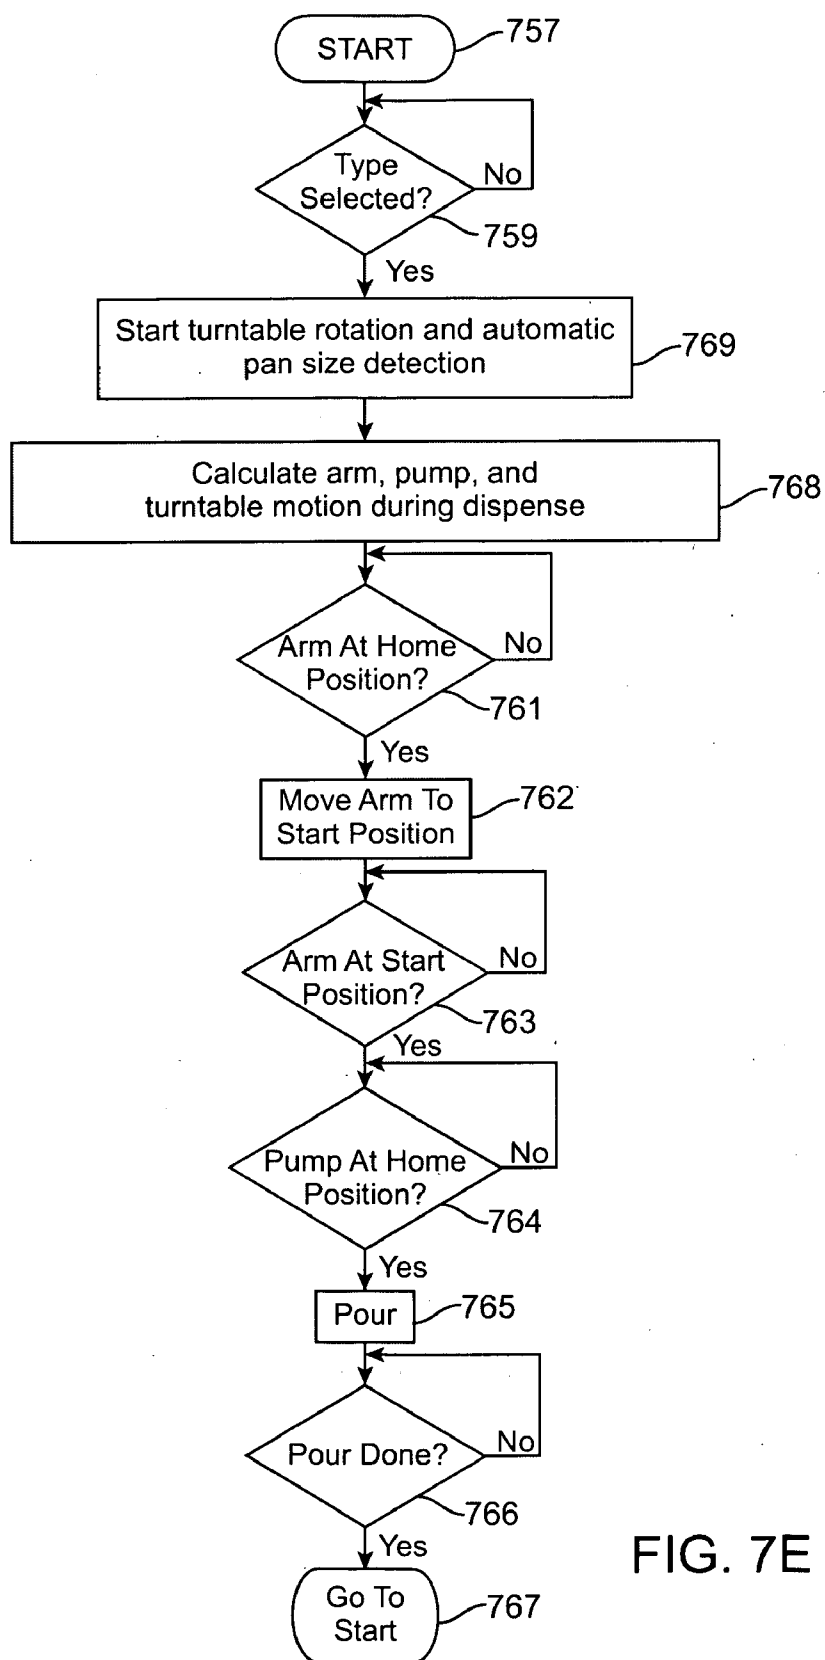 START
757
Type
Selected?
No
759
Yes
Start turntable rotation and automatic
pan size detection
769
Calculate arm, pump, and
turntable motion during dispense
768
Arm At Home
Position?
No
761
Yes
Move Arm To
Start Position
762
Arm At Start
Position?
No
763
Yes
Pump At Home
Position?
No
764
Yes
Pour
765
Pour Done?
No
766
Yes
Go To
Start
767
FIG. 7E